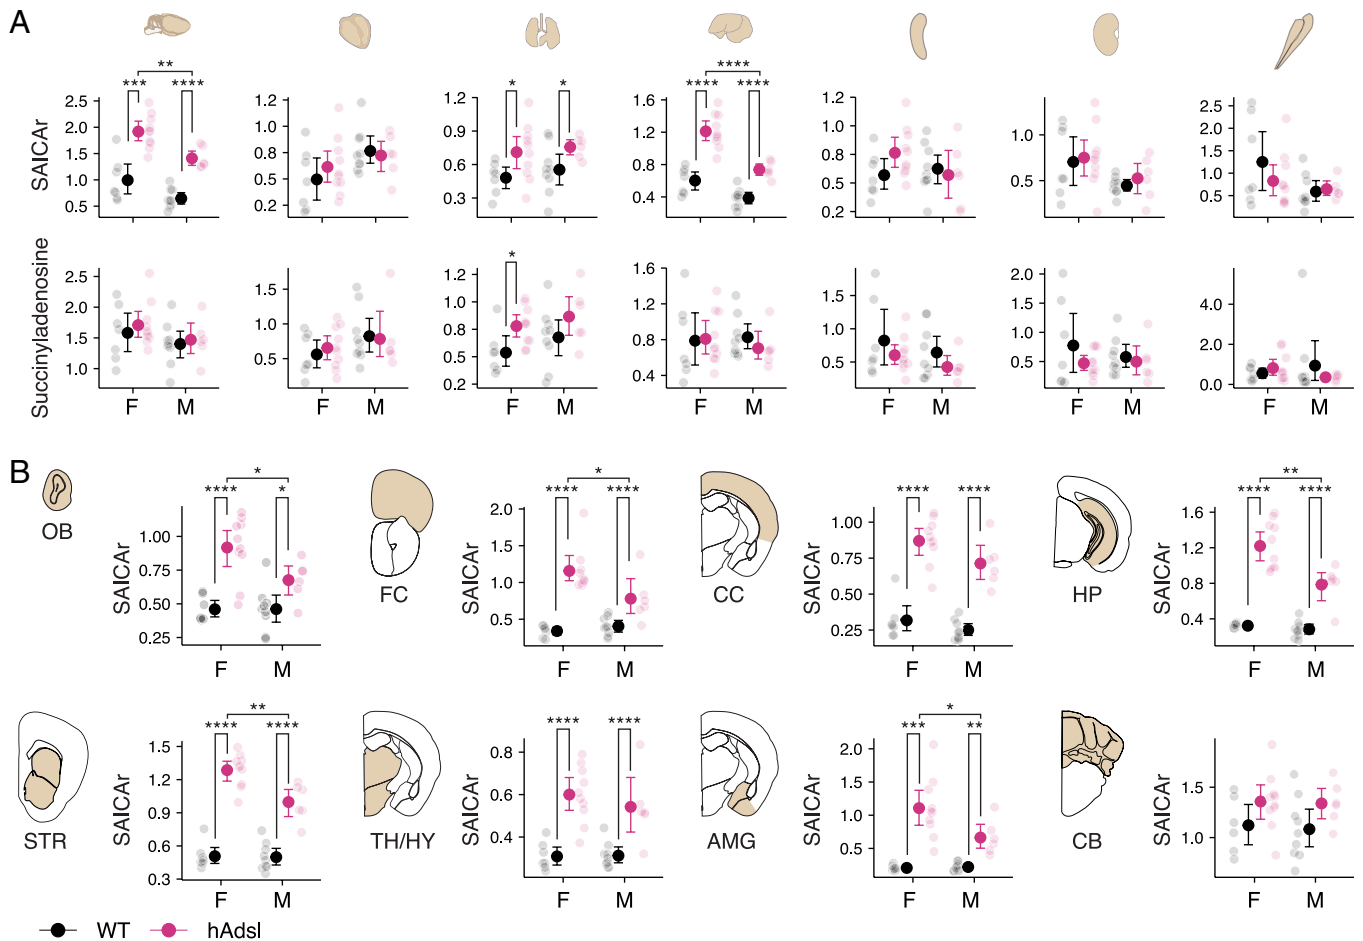 A
** ****
*** **** * * **** ****
SAICAr 2.5 2.0 1.5 1.0 0.5
1.2 1.0 0.8 0.5 0.2
1.2 0.9 0.6 0.3
1.6 1.2 0.8 0.4
1.2 1.0 0.8 0.5 0.2
1.0 0.5
2.5 2.0 1.5 1.0 0.5
*
Succinyladenosine 2.5 2.0 1.5 1.0
1.5 1.0 0.5
1.2 1.0 0.8 0.5 0.2
1.6 1.3 1.0 0.6 0.4
1.5 1.0 0.5
2.0 1.5 1.0 0.5
4.0 2.0 0.0
F M F M F M F M F M F M F M
B
OB
* **** *
SAICAr 1.00 0.75 0.50 0.25
F M
FC
* **** ****
SAICAr 2.0 1.5 1.0 0.5
F M
CC
**** ****
SAICAr 1.00 0.75 0.50 0.25
F M
HP
** **** ****
SAICAr 1.6 1.2 0.8 0.4
F M
STR
** **** ****
SAICAr 1.5 1.2 0.9 0.6 0.3
F M
TH/HY
**** ****
SAICAr 0.8 0.6 0.4
F M
AMG
* *** **
SAICAr 2.0 1.5 1.0 0.5
F M
CB
SAICAr 1.5 1.0
F M
WT hAdsl